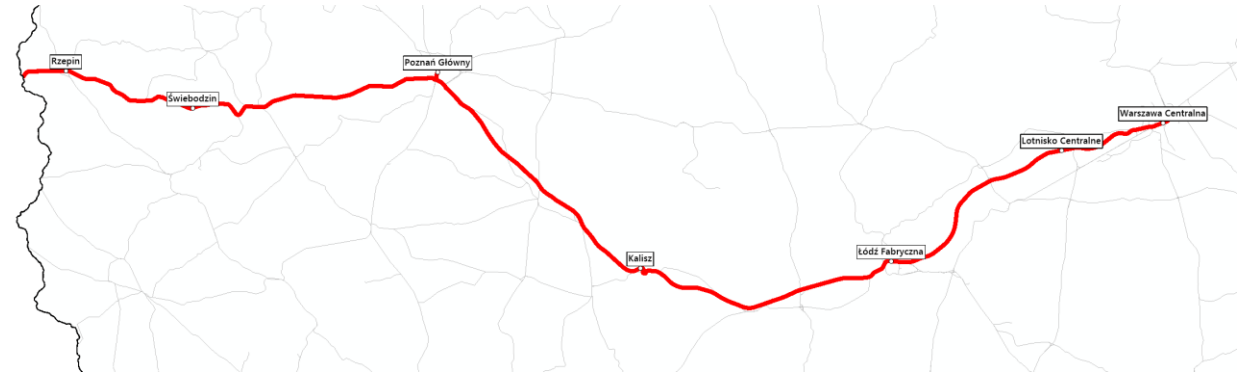 Rzepin
Poznań Główny
Świebodzin
Warszawa Centralna
Lotnisko Centralne
Łódź Fabryczna
Kalisz